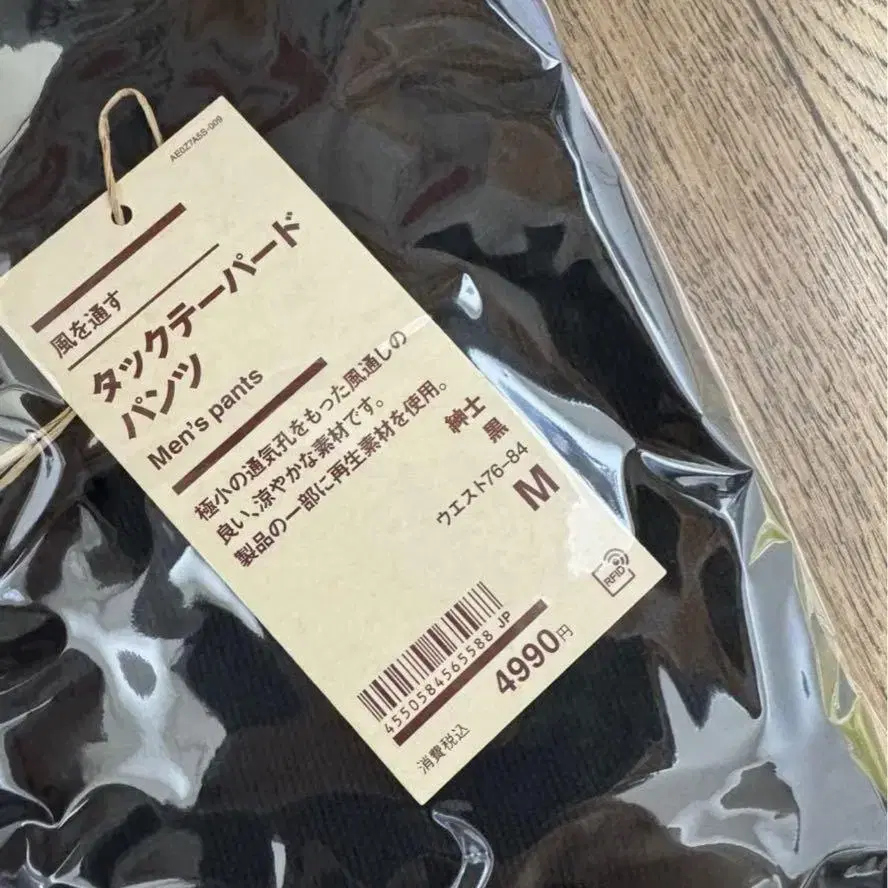 AE0Z7A5S-009
風を通す
タックテーパード
パンツ
Men's pants
極小の通気孔をもった風通しの
良い、涼やかな素材です。
製品の一部に再生素材を使用。
紳士
黒
ウエスト76-84
M
RFID
4550584565588 JP
4990円
消費税込